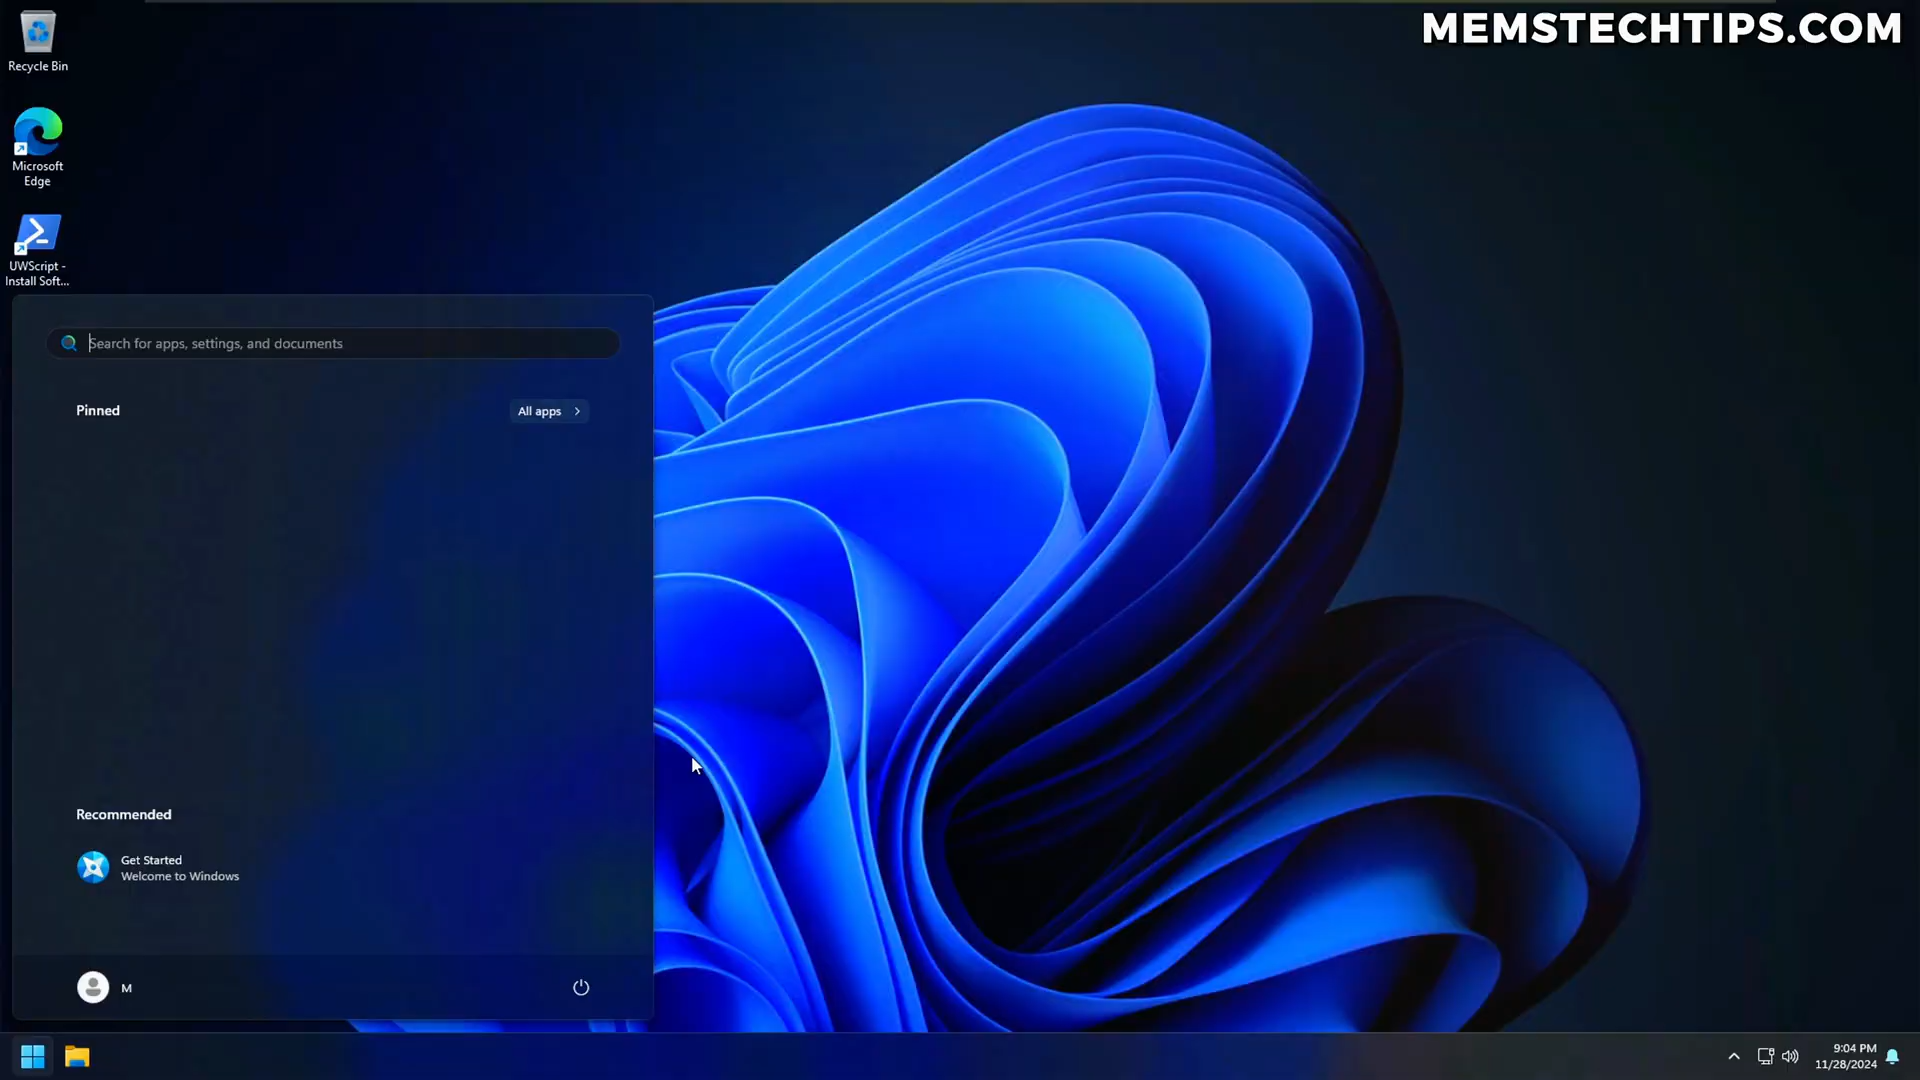 MEMSTECHTIPS.COM
Recycle Bin
Microsoft
Edge
UWScript -
Install Soft...
Search for apps, settings, and documents
Pinned
All apps
Recommended
Get Started
Welcome to Windows
M
9:04 PM
11/28/2024